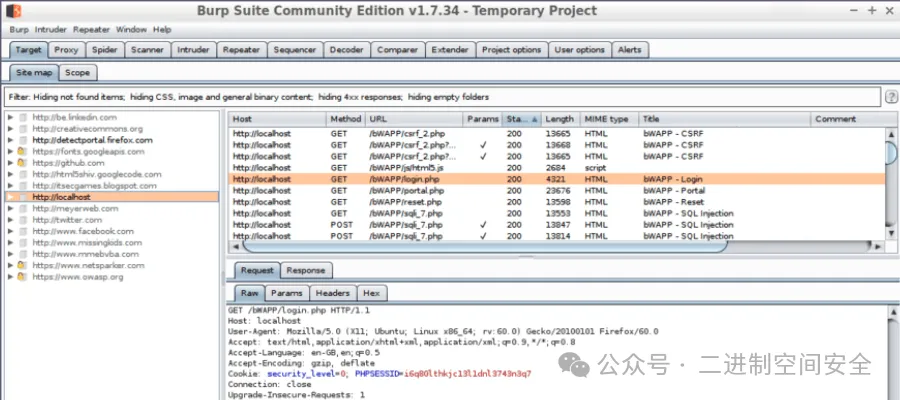 Burp Suite Community Edition v1.7.34 - Temporary Project
Burp Intruder Repeater Window Help
Target Proxy Spider Scanner Intruder Repeater Sequencer Decoder Comparer Extender Project options User options Alerts
Site map Scope
Filter: Hiding not found items; hiding CSS, image and general binary content; hiding 4xx responses; hiding empty folders ?
http://be.linkedin.com
http://creativecommons.org
http://detectportal.firefox.com
https://fonts.googleapis.com
https://github.com
http://html5shiv.googlecode.com
http://itsecgames.blogspot.com
http://localhost
http://meyerweb.com
http://twitter.com
http://www.facebook.com
http://www.missingkids.com
http://www.mmebvba.com
https://www.netsparker.com
http://www.owasp.org
Host Method URL Params Sta... Length MIME type Title Comment
http://localhost GET /bWAPP/csrf_2.php 200 13665 HTML bWAPP - CSRF
http://localhost GET /bWAPP/csrf_2.php?... ✓ 200 13668 HTML bWAPP - CSRF
http://localhost GET /bWAPP/csrf_2.php?... ✓ 200 13665 HTML bWAPP - CSRF
http://localhost GET /bWAPP/js/html5.js 200 2684 script
http://localhost GET /bWAPP/login.php 200 4321 HTML bWAPP - Login
http://localhost GET /bWAPP/portal.php 200 23676 HTML bWAPP - Portal
http://localhost GET /bWAPP/reset.php 200 13598 HTML bWAPP - Reset
http://localhost GET /bWAPP/sqli_7.php 200 13553 HTML bWAPP - SQL Injection
http://localhost POST /bWAPP/sqli_7.php ✓ 200 13847 HTML bWAPP - SQL Injection
http://localhost POST /bWAPP/sqli_7.php ✓ 200 13814 HTML bWAPP - SQL Injection
Request Response
Raw Params Headers Hex
GET /bWAPP/login.php HTTP/1.1
Host: localhost
User-Agent: Mozilla/5.0 (X11; Ubuntu; Linux x86_64; rv:60.0) Gecko/20100101 Firefox/60.0
Accept: text/html,application/xhtml+xml,application/xml;q=0.9,*/*;q=0.8
Accept-Language: en-GB,en;q=0.5
Accept-Encoding: gzip, deflate
Cookie: security_level=0; PHPSESSID=i6q80lthkjc13l1dnl3743n3q7
Connection: close
Upgrade-Insecure-Requests: 1
公众号 · 二进制空间安全